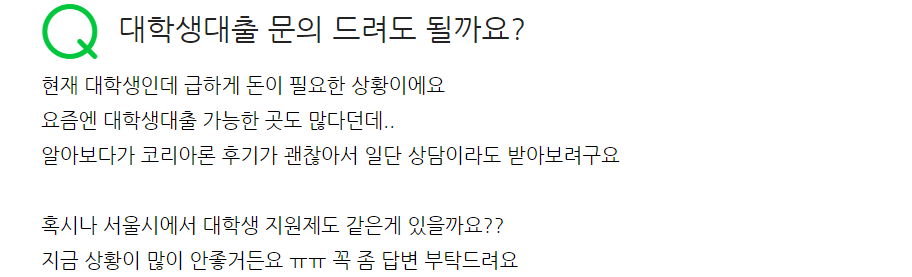 Q 대학생대출 문의 드려도 될까요?
현재 대학생인데 급하게 돈이 필요한 상황이에요
요즘엔 대학생대출 가능한 곳도 많다던데..
알아보다가 코리아론 후기가 괜찮아서 일단 상담이라도 받아보려구요
혹시나 서울시에서 대학생 지원제도 같은게 있을까요??
지금 상황이 많이 안좋거든요 ㅠㅠ 꼭 좀 답변 부탁드려요